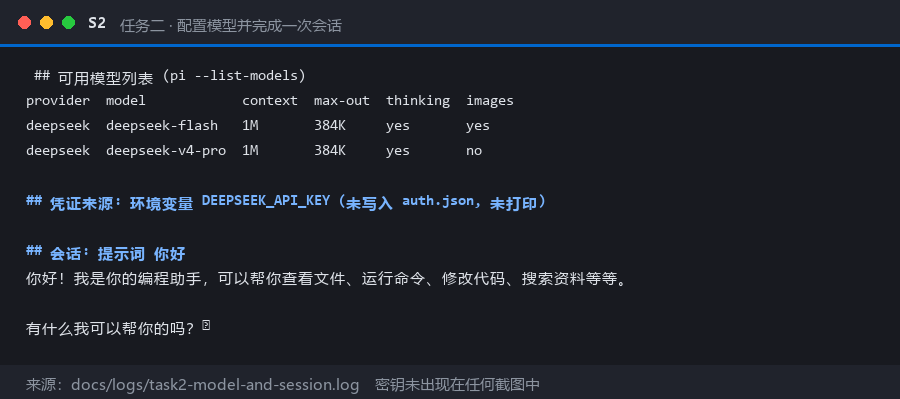 S2 任务二 · 配置模型并完成一次会话
## 可用模型列表 (pi --list-models)
provider model context max-out thinking images
deepseek deepseek-flash 1M 384K yes yes
deepseek deepseek-v4-pro 1M 384K yes no
## 凭证来源: 环境变量 DEEPSEEK_API_KEY (未写入 auth.json, 未打印)
## 会话: 提示词 你好
你好！我是你的编程助手，可以帮你查看文件、运行命令、修改代码、搜索资料等等。
有什么我可以帮你的吗？
来源：docs/logs/task2-model-and-session.log 密钥未出现在任何截图中